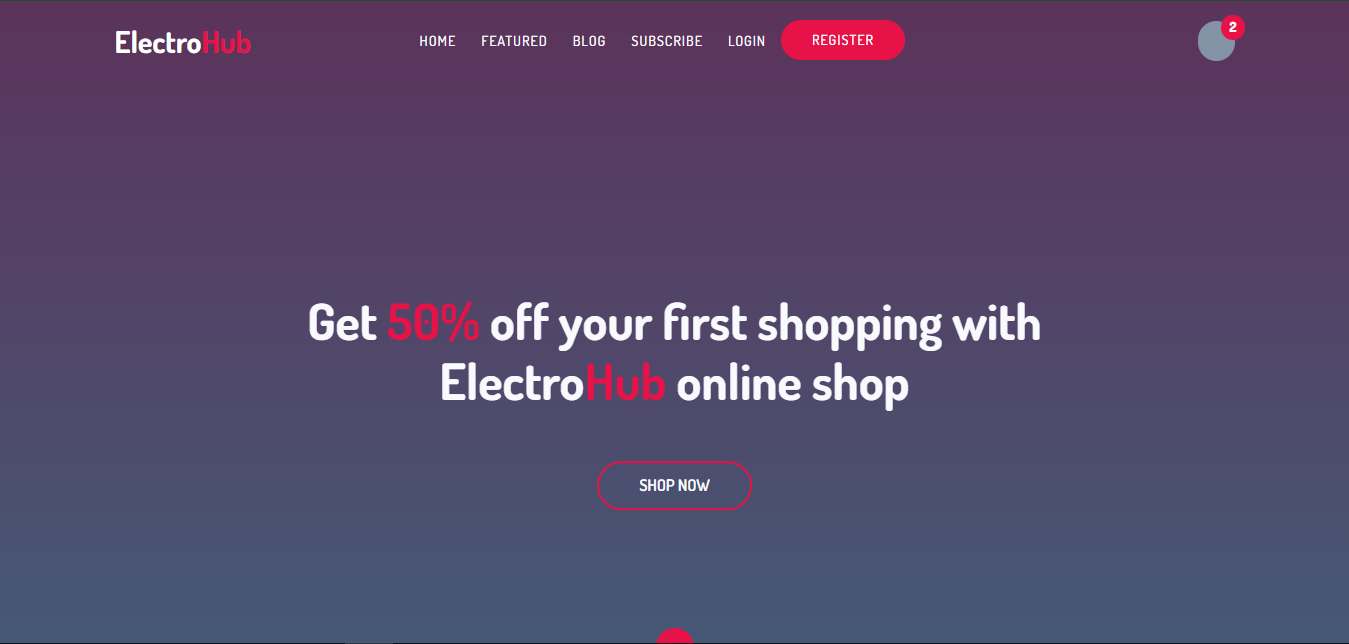 ElectroHub
HOME FEATURED BLOG SUBSCRIBE LOGIN REGISTER
2
Get 50% off your first shopping with
ElectroHub online shop
SHOP NOW